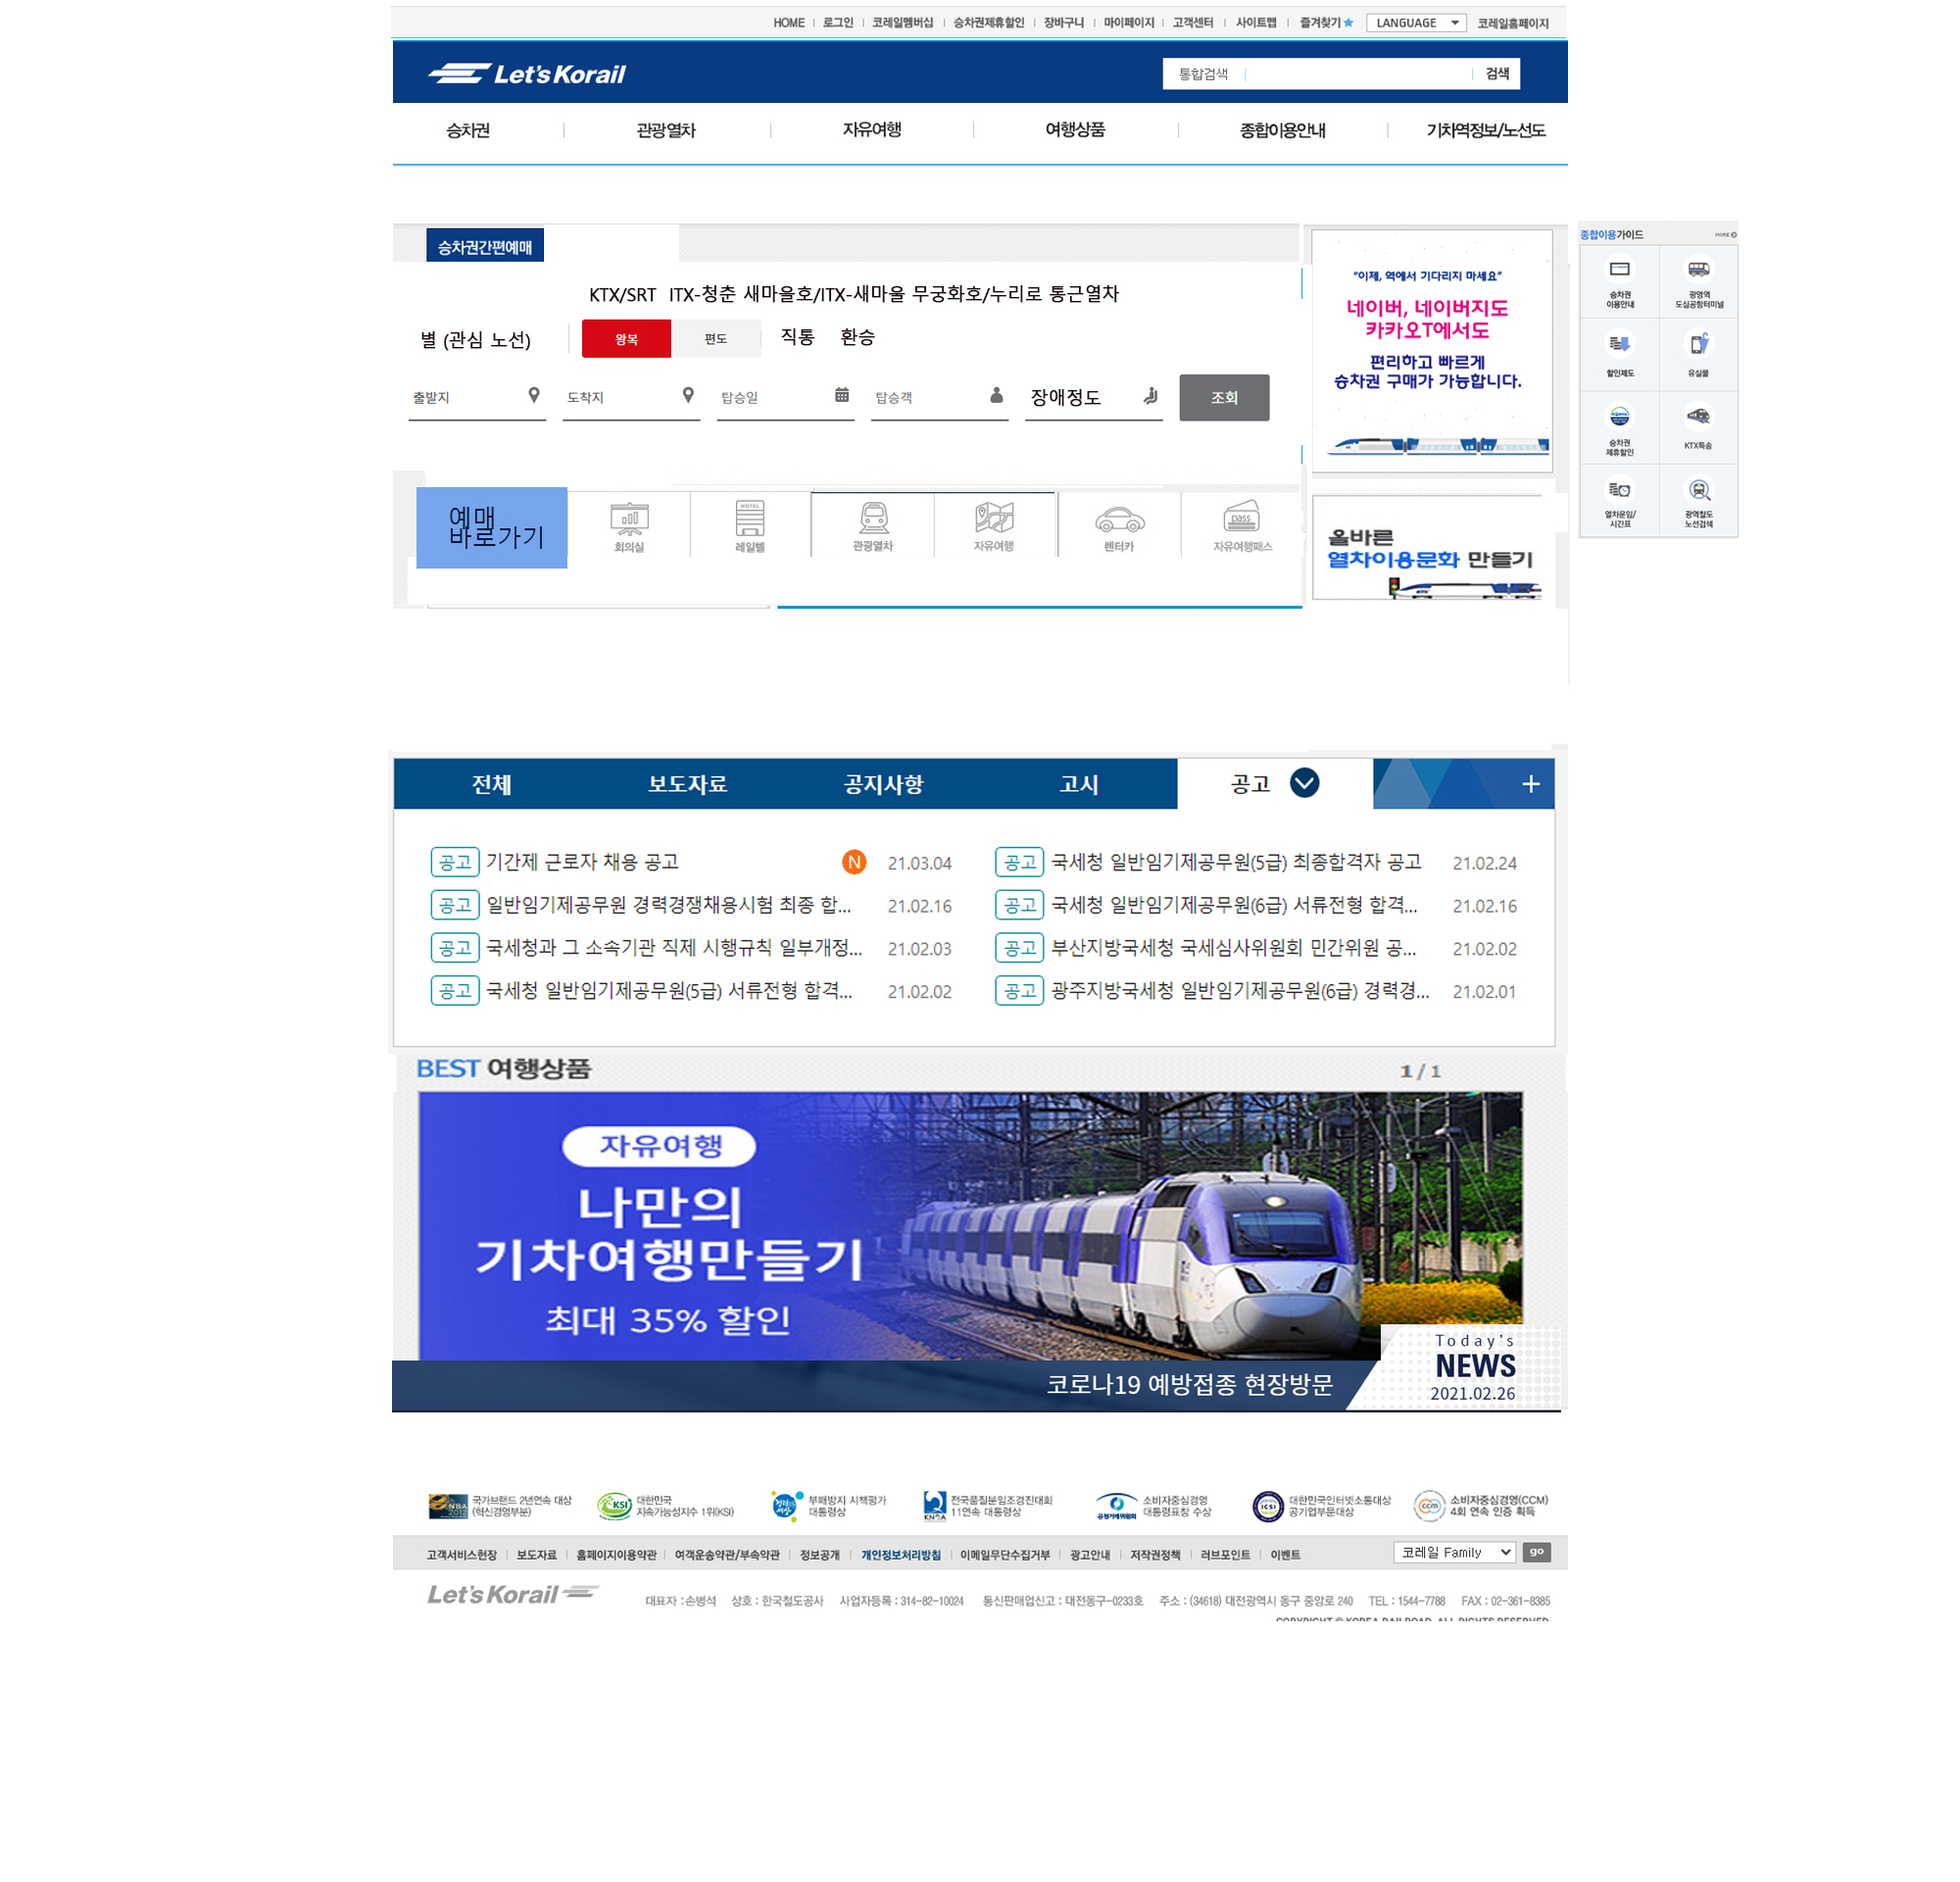 HOME 로그인 코레일멤버십 승차권제휴할인 장바구니 마이페이지 고객센터 사이트맵 즐겨찾기 LANGUAGE 코레일홈페이지
Let's Korail 통합검색 검색
승차권 관광열차 자유여행 여행상품 종합이용안내 기차역정보/노선도
승차권간편예매
KTX/SRT ITX-청춘 새마을호/ITX-새마을 무궁화호/누리로 통근열차
별 (관심 노선) 왕복 편도 직통 환승
출발지 도착지 탑승일 탑승객 장애정도 조회
예매
바로가기
회의실 레일텔 관광열차 자유여행 렌터카 자유여행패스
HOTEL
pass
“이제, 역에서 기다리지 마세요”
네이버, 네이버지도
카카오T에서도
편리하고 빠르게
승차권 구매가 가능합니다.
올바른
열차이용문화 만들기
종합이용가이드 MORE
승차권
이용안내
광명역
도심공항터미널
할인제도
유실물
승차권
제휴할인
KTX특송
열차운임/
시간표
광역철도
노선검색
전체 보도자료 공지사항 고시 공고
공고 기간제 근로자 채용 공고 N 21.03.04
공고 국세청 일반임기제공무원(5급) 최종합격자 공고 21.02.24
공고 일반임기제공무원 경력경쟁채용시험 최종 합... 21.02.16
공고 국세청 일반임기제공무원(6급) 서류전형 합격... 21.02.16
공고 국세청과 그 소속기관 직제 시행규칙 일부개정... 21.02.03
공고 부산지방국세청 국세심사위원회 민간위원 공... 21.02.02
공고 국세청 일반임기제공무원(5급) 서류전형 합격... 21.02.02
공고 광주지방국세청 일반임기제공무원(6급) 경력경... 21.02.01
BEST 여행상품 1 / 1
자유여행
나만의
기차여행만들기
최대 35% 할인
코로나19 예방접종 현장방문
Today's
NEWS
2021.02.26
국가브랜드 2년연속 대상
(혁신경영부분)
KSI
대한민국
지속가능성지수 1위(KSI)
부패방지 시책평가
대통령상
전국품질분임조경진대회
11연속 대통령상
공정거래위원회
소비자중심경영
대통령표창 수상
ICSI
대한민국인터넷소통대상
공기업부문대상
ccm
소비자중심경영(CCM)
4회 연속 인증 획득
고객서비스헌장 보도자료 홈페이지이용약관 여객운송약관/부속약관 정보공개 개인정보처리방침 이메일무단수집거부 광고안내 저작권정책 러브포인트 이벤트 코레일 Family go
Let's Korail
대표자 :손병석 상호 : 한국철도공사 사업자등록 : 314-82-10024 통신판매업신고 : 대전동구-0233호 주소 : (34618) 대전광역시 동구 중앙로 240 TEL : 1544-7788 FAX : 02-361-8385
COPYRIGHT © KOREA RAILROAD. ALL RIGHTS RESERVED.